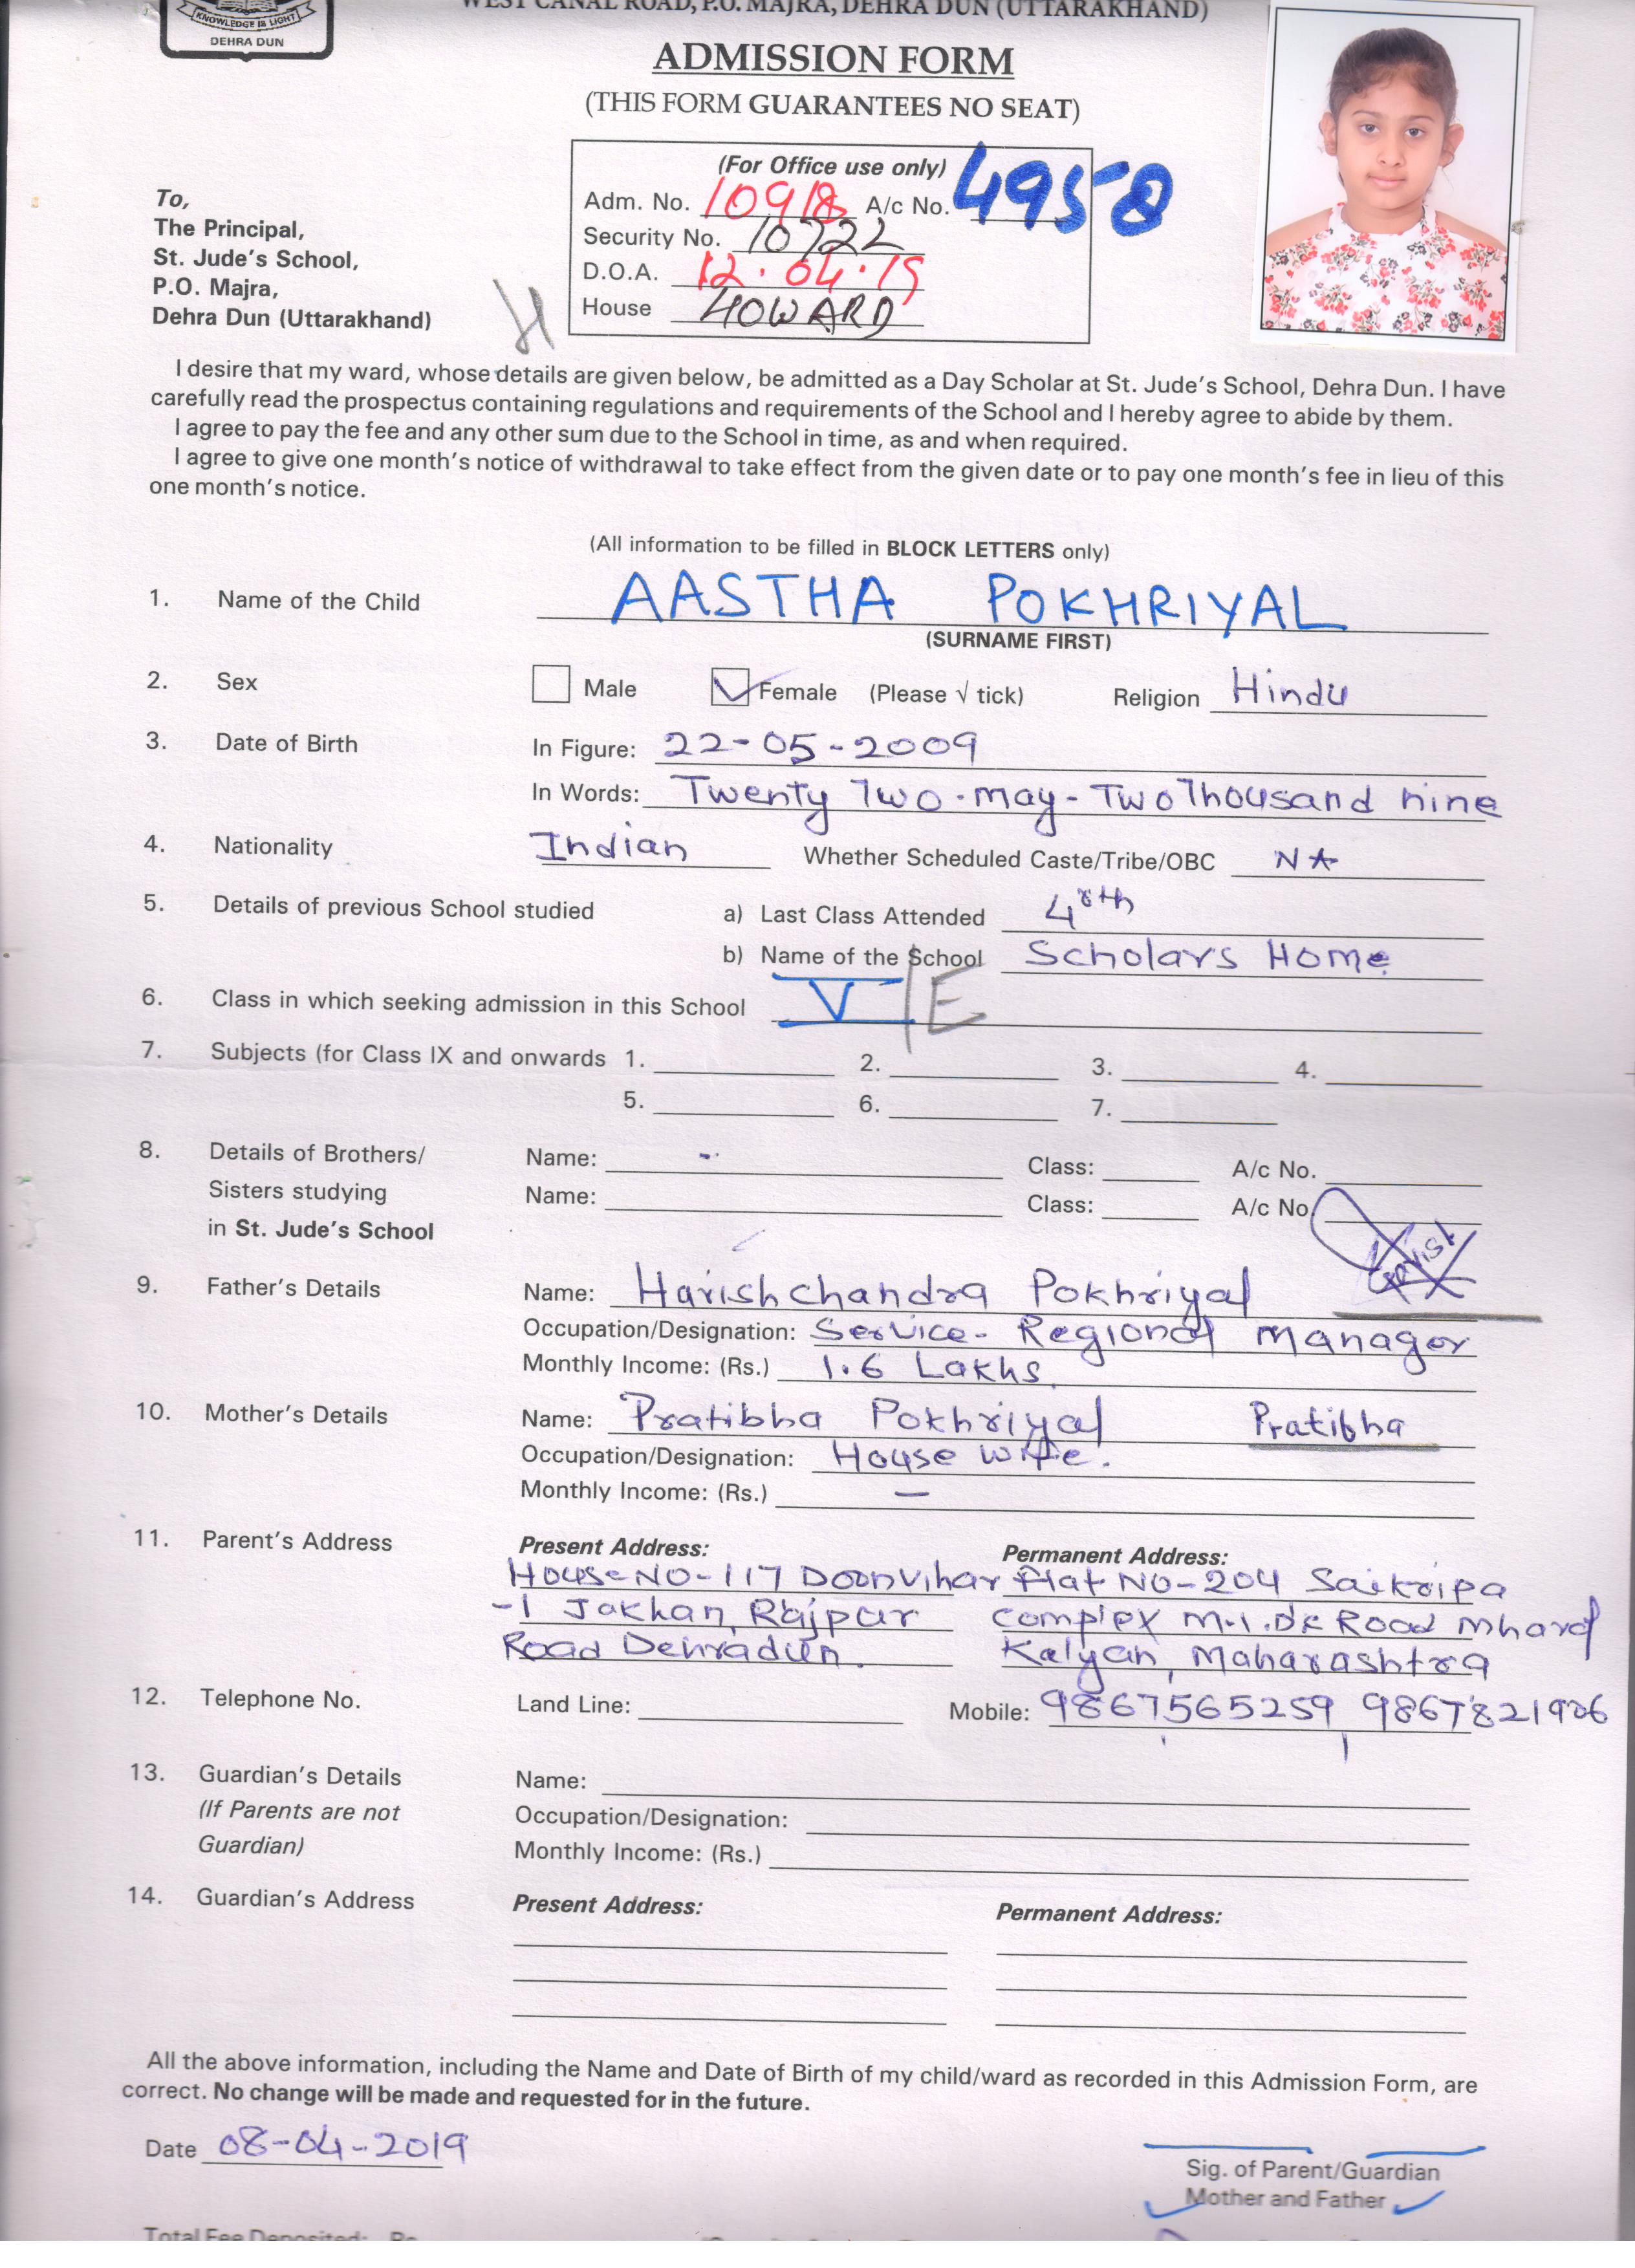 KNOWLEDGE IS LIGHT
DEHRA DUN
WEST CANAL ROAD, P.O. MAJRA, DEHRA DUN (UTTARAKHAND)
ADMISSION FORM
(THIS FORM GUARANTEES NO SEAT)
(For Office use only)
Adm. No. 10918 A/c No. 4958
Security No. 10722
D.O.A. 12.04.19
House HOWARD
H
To,
The Principal,
St. Jude's School,
P.O. Majra,
Dehra Dun (Uttarakhand)
I desire that my ward, whose details are given below, be admitted as a Day Scholar at St. Jude's School, Dehra Dun. I have
carefully read the prospectus containing regulations and requirements of the School and I hereby agree to abide by them.
I agree to pay the fee and any other sum due to the School in time, as and when required.
I agree to give one month's notice of withdrawal to take effect from the given date or to pay one month's fee in lieu of this
one month's notice.
(All information to be filled in BLOCK LETTERS only)
1. Name of the Child AASTHA POKHRIYAL
(SURNAME FIRST)
2. Sex Male Female (Please √ tick) Religion Hindu
3. Date of Birth In Figure: 22-05-2009
In Words: Twenty Two-may-Two Thousand nine
4. Nationality Indian Whether Scheduled Caste/Tribe/OBC NA
5. Details of previous School studied a) Last Class Attended 4rth
b) Name of the School Scholars Home
6. Class in which seeking admission in this School V/E
7. Subjects (for Class IX and onwards 1. 2. 3. 4.
5. 6. 7.
8. Details of Brothers/ Name: - Class: A/c No.
Sisters studying Name: Class: A/c No.
in St. Jude's School
9. Father's Details Name: Harishchandra Pokhriyal
Occupation/Designation: Service- Regional Manager
Monthly Income: (Rs.) 1.6 Lakhs
10. Mother's Details Name: Pratibha Pokhriyal Pratibha
Occupation/Designation: House wife.
Monthly Income: (Rs.) —
11. Parent's Address Present Address: Permanent Address:
House NO-117 Doonvihar Flat NO-204 Saikripa
-1 Jakhan, Rajpur complex M.I.DC Road Mharal
Road Dehradun. Kalyan, Maharashtra
12. Telephone No. Land Line: Mobile: 9867565259 9867821906
13. Guardian's Details Name:
(If Parents are not Occupation/Designation:
Guardian) Monthly Income: (Rs.)
14. Guardian's Address Present Address: Permanent Address:
All the above information, including the Name and Date of Birth of my child/ward as recorded in this Admission Form, are
correct. No change will be made and requested for in the future.
Date 08-04-2019
Sig. of Parent/Guardian
Mother and Father
Total Fee Deposited: Rs